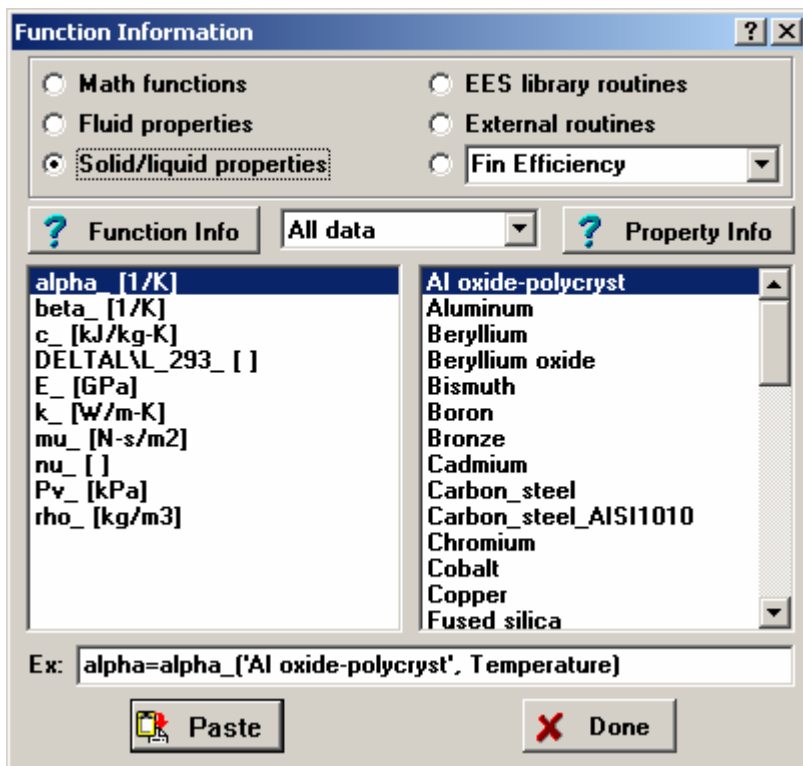 Function Information
Math functions
EES library routines
Fluid properties
External routines
Solid/liquid properties
Fin Efficiency
? Function Info
All data
? Property Info
alpha_ [1/K]
beta_ [1/K]
c_ [kJ/kg-K]
DELTAL\L_293_ [ ]
E_ [GPa]
k_ [W/m-K]
mu_ [N-s/m2]
nu_ [ ]
Pv_ [kPa]
rho_ [kg/m3]
Al oxide-polycryst
Aluminum
Beryllium
Beryllium oxide
Bismuth
Boron
Bronze
Cadmium
Carbon_steel
Carbon_steel_AISI1010
Chromium
Cobalt
Copper
Fused silica
Ex: alpha=alpha_('Al oxide-polycryst', Temperature)
Paste
Done